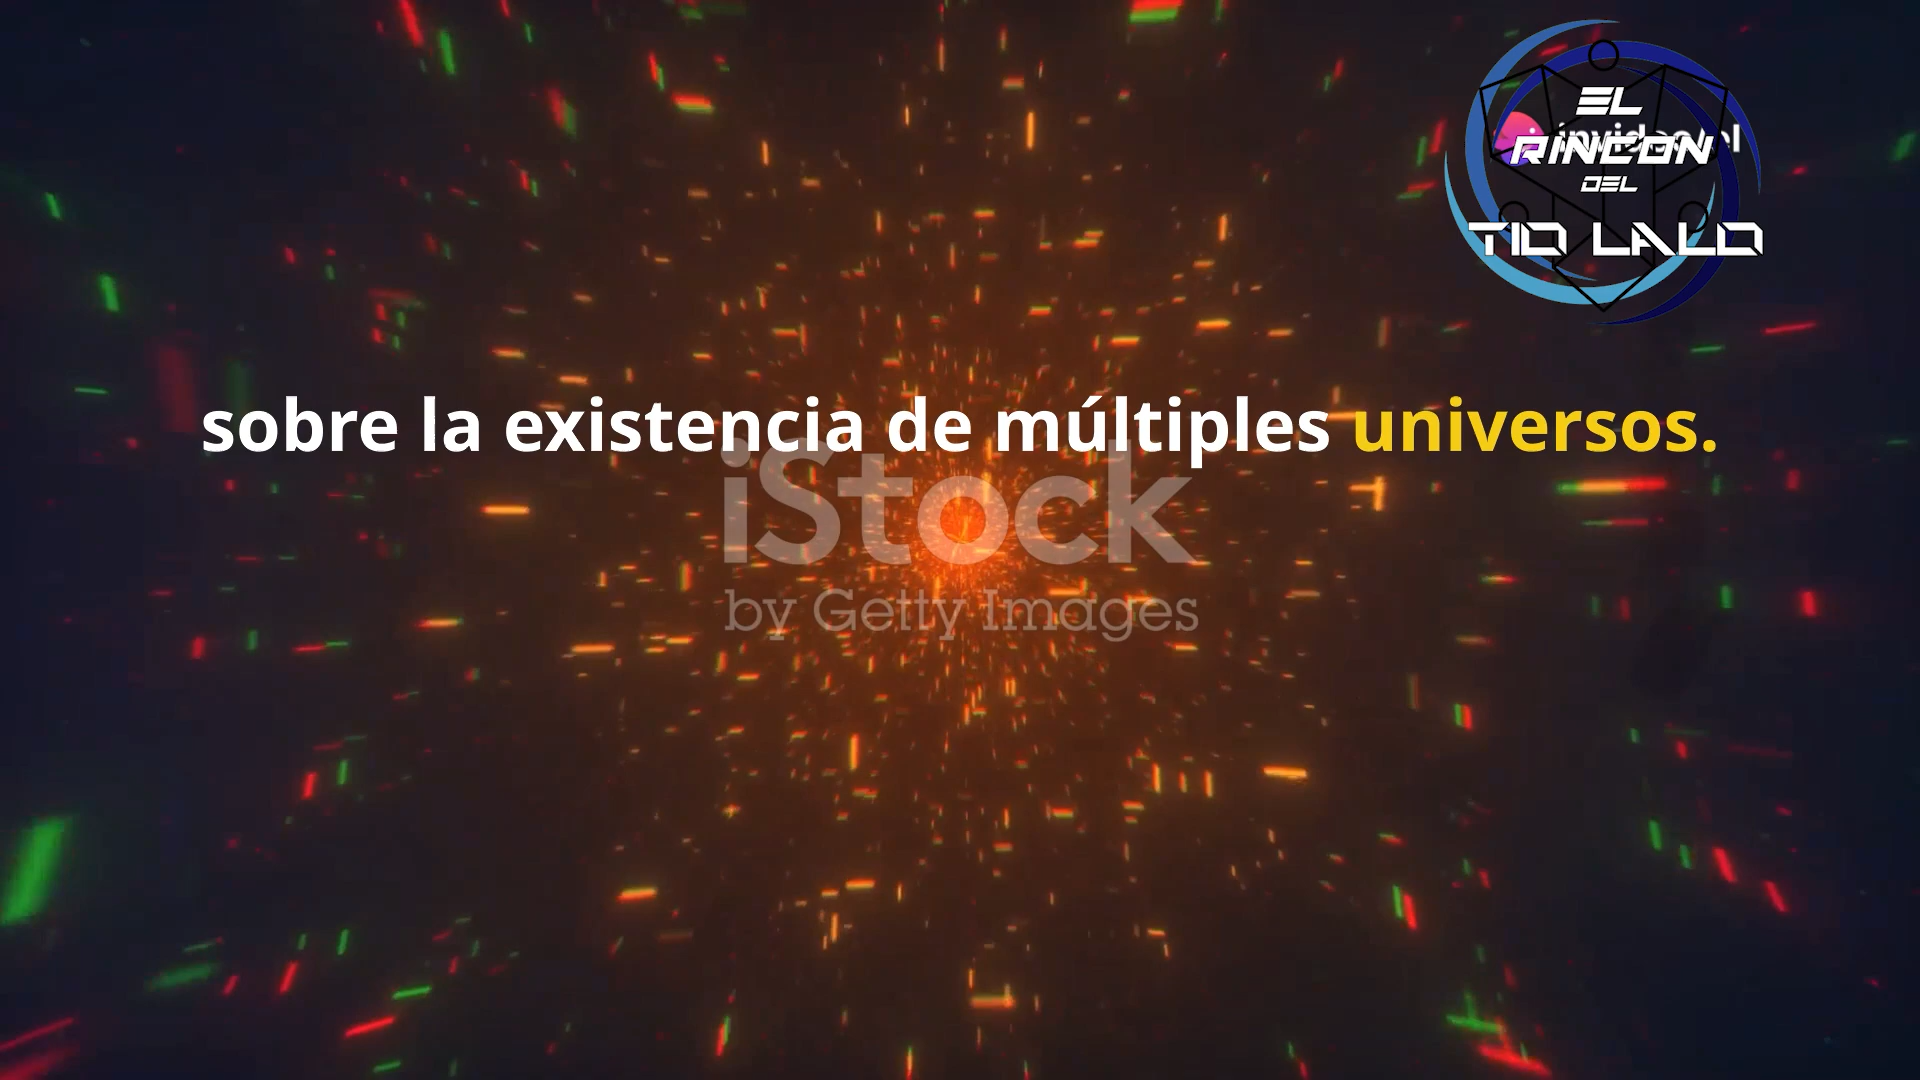 EL
RINCON
DEL
TIO LALO
sobre la existencia de múltiples universos.
iStock
by Getty Images